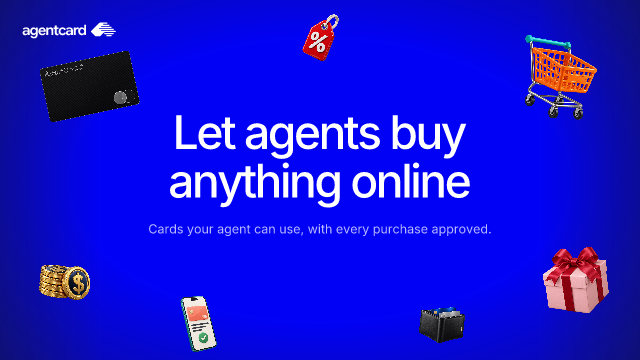 agentcard
%
Let agents buy
anything online
Cards your agent can use, with every purchase approved.
$